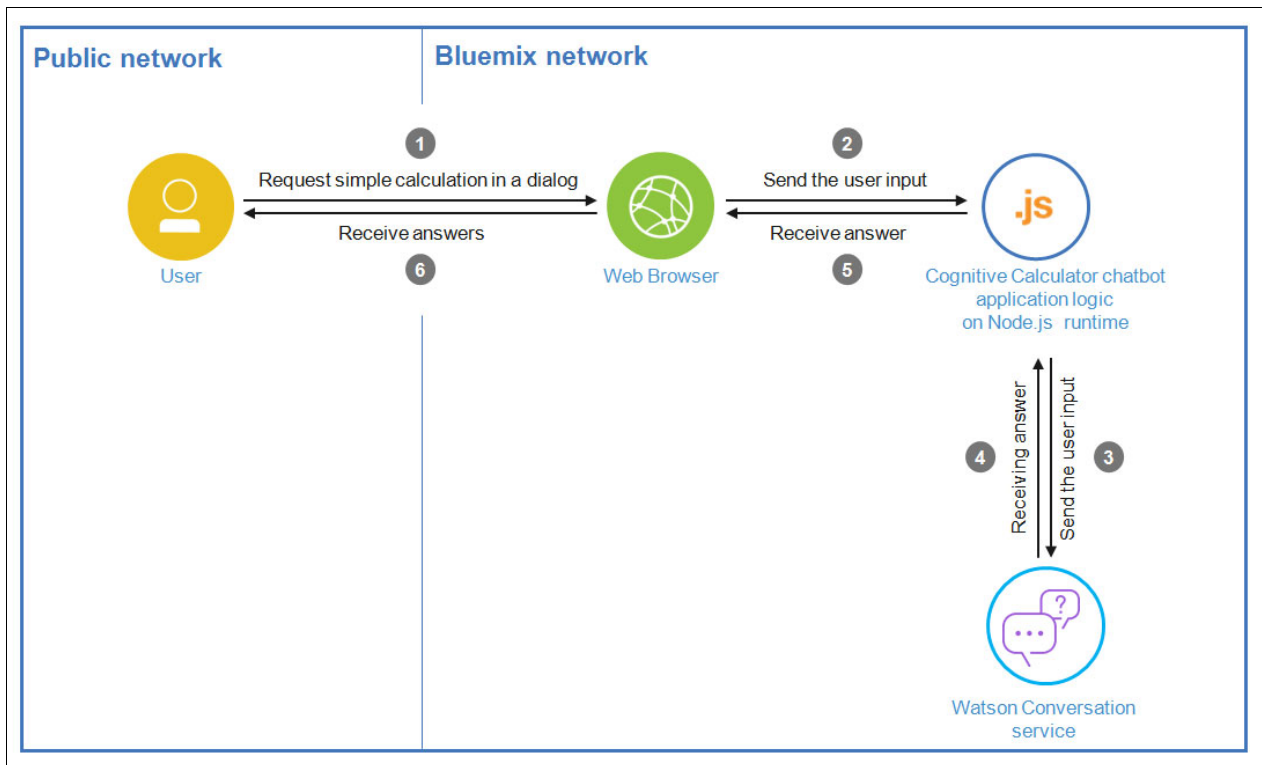 Public network
Bluemix network
1
Request simple calculation in a dialog
Receive answers
6
User
Web Browser
2
Send the user input
Receive answer
5
.js
Cognitive Calculator chatbot
application logic
on Node.js runtime
4
Receiving answer
Send the user input
3
?
Watson Conversation
service